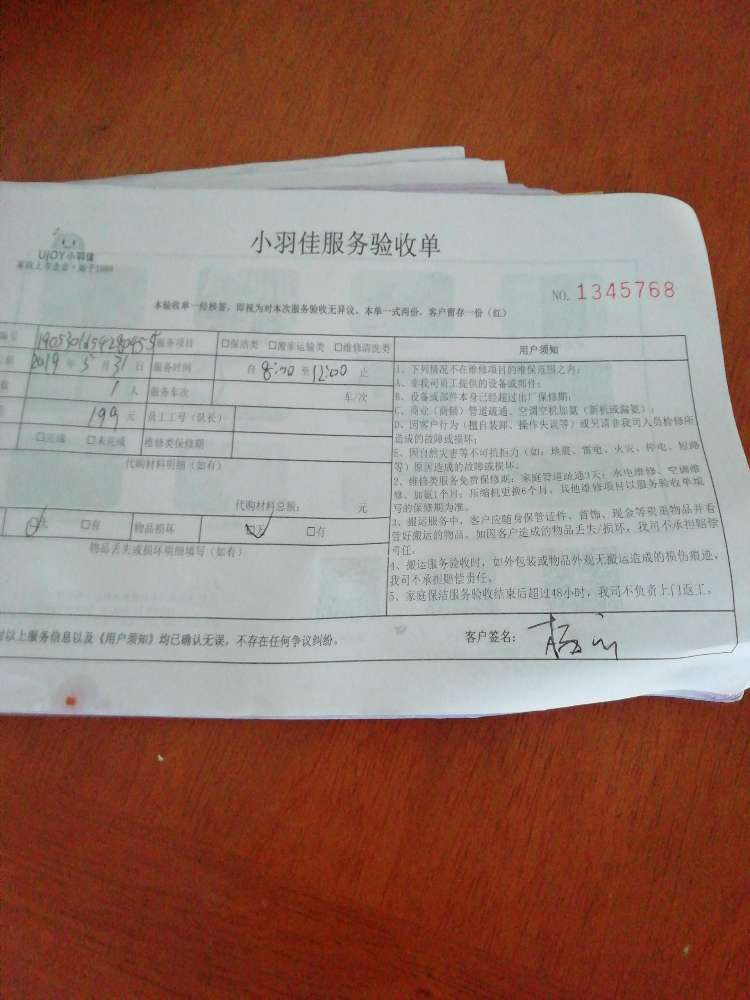 UJOY小羽佳
家政上市企业·始于1989
小羽佳服务验收单
NO. 1345768
本验收单一经核签，即视为对本次服务验收无异议。本单一式两份，客户留存一份（红）
编号 服务项目 □保洁类 □搬家运输类 □维修清洗类
2019 年 5 月 31 日 服务时间 自 8:00 至 12:00 止
1 人 服务车次 车/次
199 元 员工工号（队长）
□完成 □未完成 维修类保修期
代购材料明细（如有）
代购材料总额： 元
□无 □有 物品损坏 □无 □有
物品丢失或损坏明细填写（如有）
用户须知
1、下列情况不在维修项目的维保范围之内：
A、非我司员工提供的设备或部件；
B、设备或部件本身已经超过出厂保修期；
C、商业（商铺）管道疏通、空调空机加氟（新机或漏氟）；
D、因客户行为（擅自装卸、操作失误等）或另请非我司人员检修所
造成的故障或损坏；
E、因自然灾害等不可抗拒力（如：地震、雷电、火灾、停电、短路
等）原因造成的故障或损坏。
2、维修类服务免费保修期：家庭管道疏通3天；水电维修、空调维
修、加氟1个月；压缩机更换6个月，其他维修项目以服务验收单填
写的保修期为准。
3、搬运服务中，客户应随身保管证件、首饰、现金等贵重物品并看
管好搬运的物品。如因客户造成的物品丢失/损坏，我司不承担赔偿
责任。
4、搬运服务验收时，如外包装或物品外观无搬运造成的损伤痕迹，
我司不承担赔偿责任。
5、家庭保洁服务验收结束后超过48小时，我司不负责上门返工。
对以上服务信息以及《用户须知》均已确认无误，不存在任何争议纠纷。
客户签名：